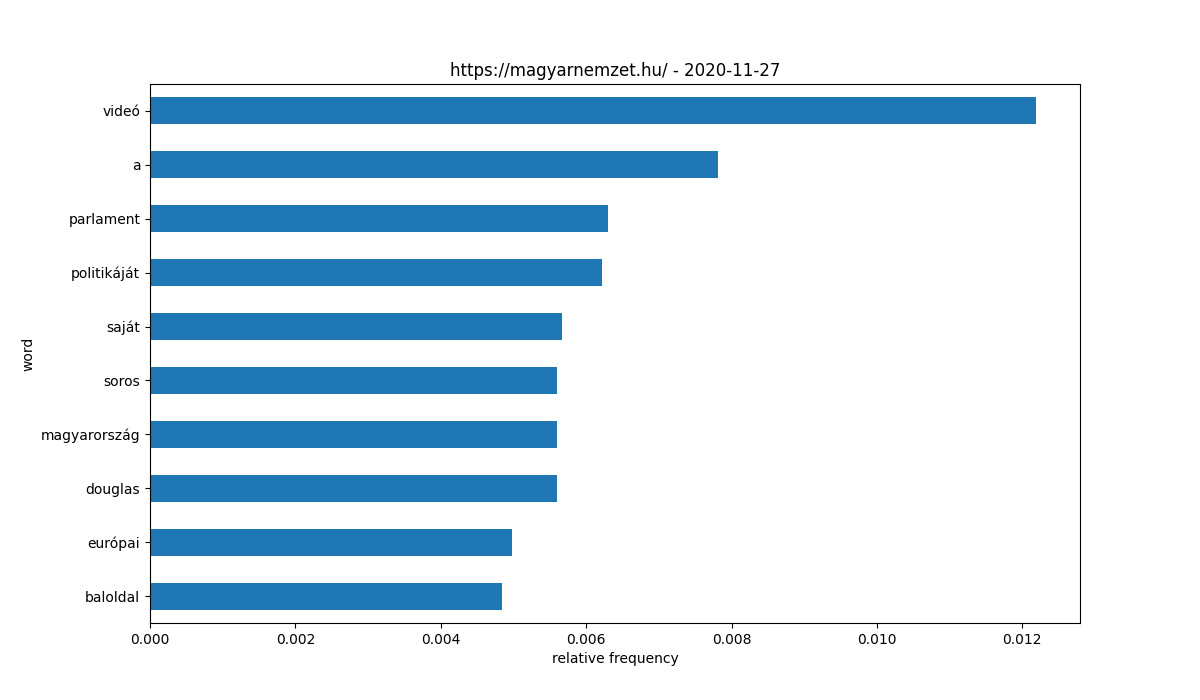 https://magyarnemzet.hu/ - 2020-11-27
word
videó
a
parlament
politikáját
saját
soros
magyarország
douglas
európai
baloldal
0.000 0.002 0.004 0.006 0.008 0.010 0.012
relative frequency